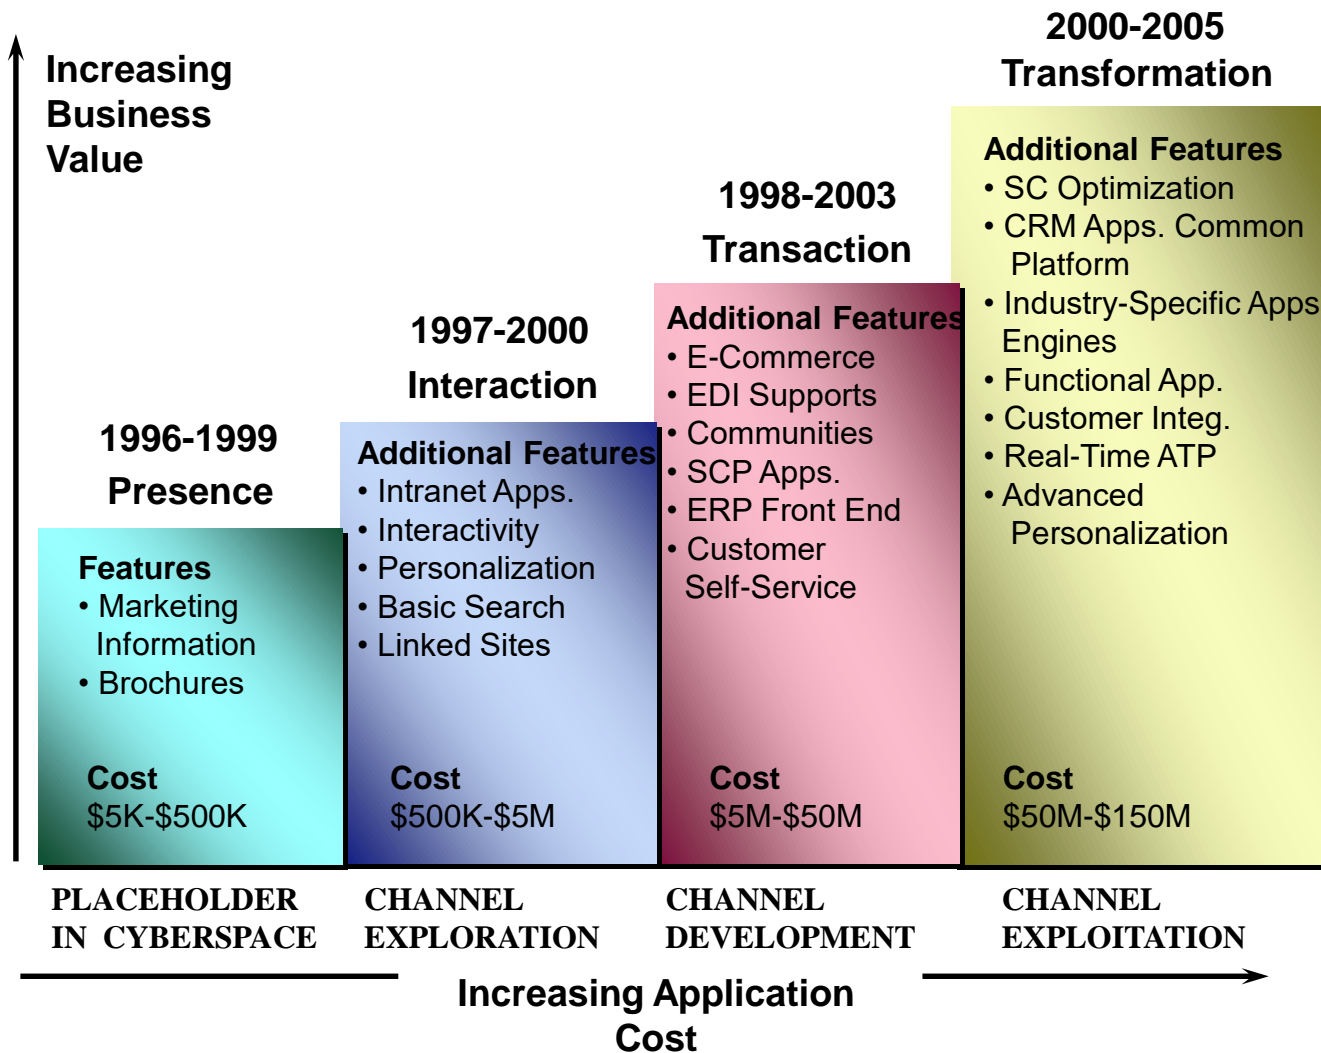 Increasing
Business
Value
1996-1999
Presence
Features
• Marketing
Information
• Brochures
Cost
$5K-$500K
PLACEHOLDER
IN CYBERSPACE
1997-2000
Interaction
Additional Features
• Intranet Apps.
• Interactivity
• Personalization
• Basic Search
• Linked Sites
Cost
$500K-$5M
CHANNEL
EXPLORATION
1998-2003
Transaction
Additional Features
• E-Commerce
• EDI Supports
• Communities
• SCP Apps.
• ERP Front End
• Customer
Self-Service
Cost
$5M-$50M
CHANNEL
DEVELOPMENT
2000-2005
Transformation
Additional Features
• SC Optimization
• CRM Apps. Common
Platform
• Industry-Specific Apps
Engines
• Functional App.
• Customer Integ.
• Real-Time ATP
• Advanced
Personalization
Cost
$50M-$150M
CHANNEL
EXPLOITATION
Increasing Application
Cost